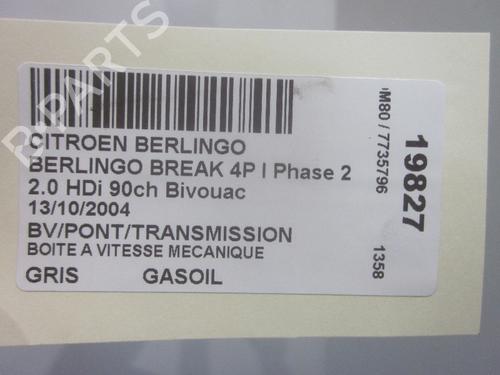 CITROEN BERLINGO
BERLINGO BREAK 4P I Phase 2
2.0 HDi 90ch Bivouac
13/10/2004
BV/PONT/TRANSMISSION
BOITE A VITESSE MECANIQUE
GRIS GASOIL
M80 / 7735796 1358
19827
B-PARTS